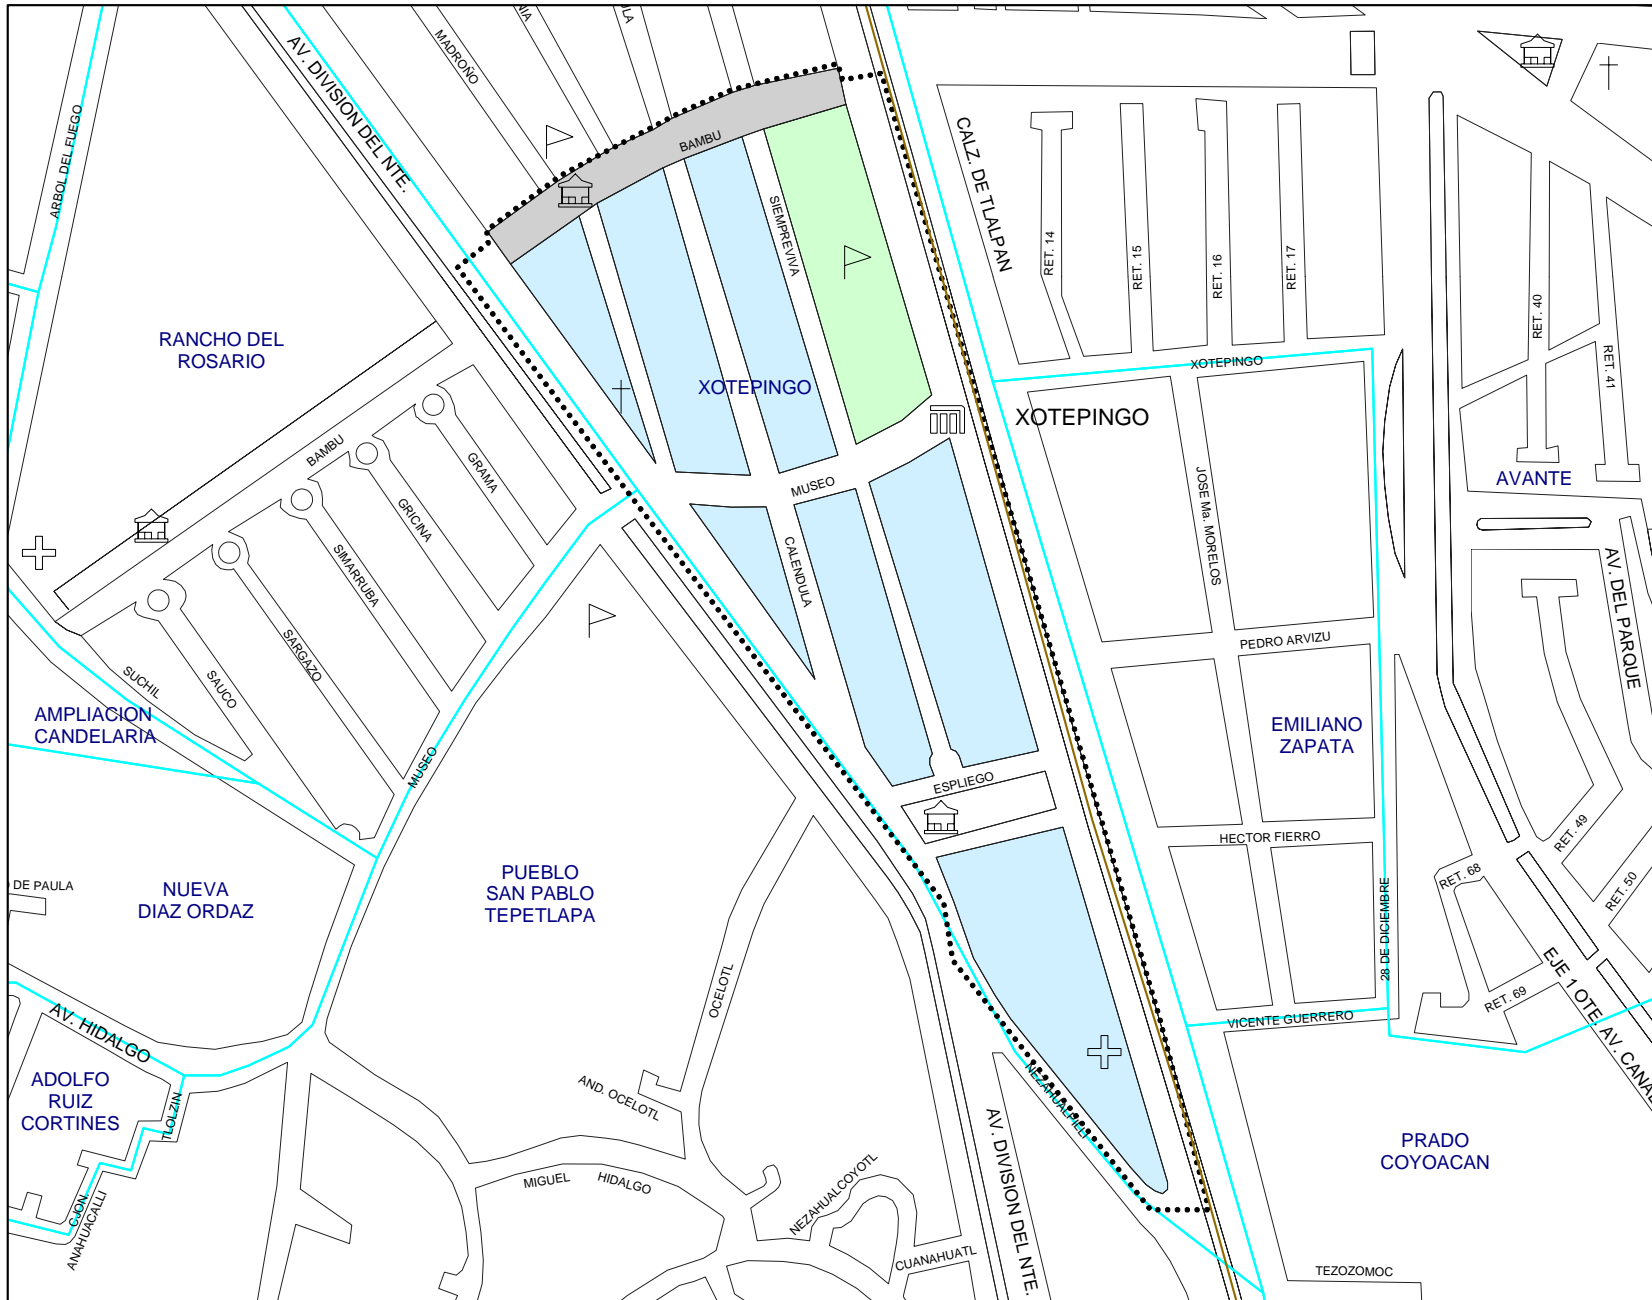 MADROÑO
AV. DIVISION DEL NTE.
ARBOL DEL FUEGO
BAMBU
SIEMPREVIVA
CALZ. DE TLALPAN
RET. 14
RET. 15
RET. 16
RET. 17
RET. 40
RET. 41
RANCHO DEL
ROSARIO
XOTEPINGO
XOTEPINGO
XOTEPINGO
BAMBU
GRAMA
GRICINA
SIMARRUBA
SARGAZO
SAUCO
SUCHIL
MUSEO
CALENDULA
JOSE Ma. MORELOS
AVANTE
AV. DEL PARQUE
PEDRO ARVIZU
AMPLIACION
CANDELARIA
MUSEO
EMILIANO
ZAPATA
ESPLIEGO
HECTOR FIERRO
RET. 49
RET. 68
RET. 50
DE PAULA
NUEVA
DIAZ ORDAZ
PUEBLO
SAN PABLO
TEPETLAPA
28 DE DICIEMBRE
OCELOTL
EJE 1 OTE. AV. CANAL
RET. 69
VICENTE GUERRERO
AV. HIDALGO
ADOLFO
RUIZ
CORTINES
TLOLZIN
AND. OCELOTL
NEZAHUALPILLI
AV. DIVISION DEL NTE.
PRADO
COYOACAN
MIGUEL HIDALGO
NEZAHUALCOYOTL
CJON.
ANAHUACALLI
CUANAHUATL
TEZOZOMOC